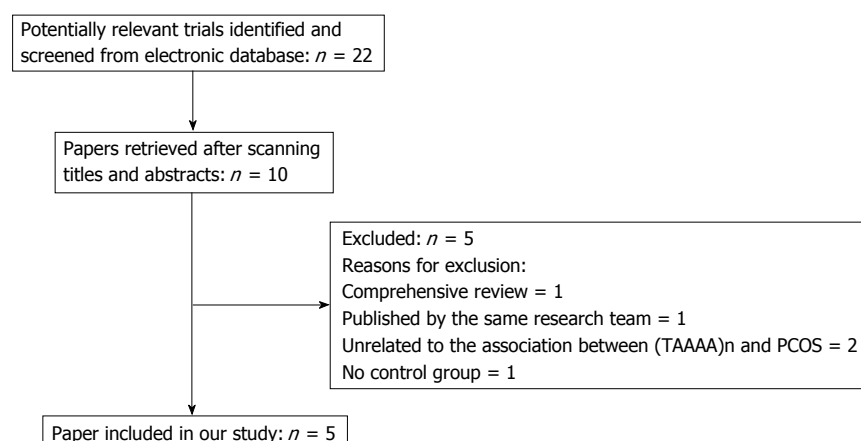 Potentially relevant trials identified and
screened from electronic database: n = 22
Papers retrieved after scanning
titles and abstracts: n = 10
Excluded: n = 5
Reasons for exclusion:
Comprehensive review = 1
Published by the same research team = 1
Unrelated to the association between (TAAAA)n and PCOS = 2
No control group = 1
Paper included in our study: n = 5